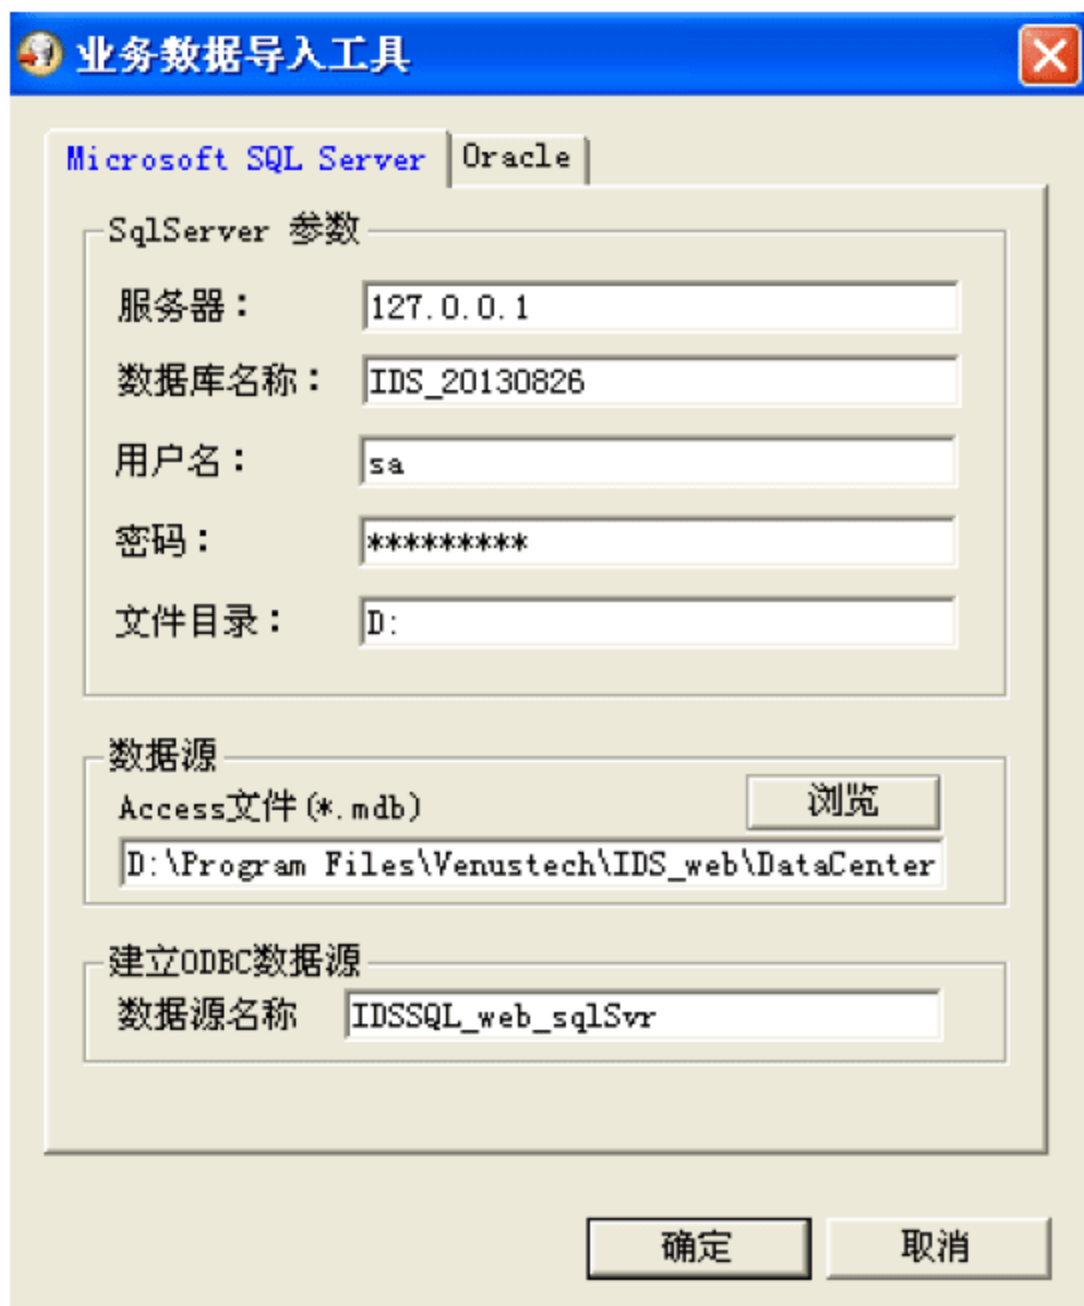 业务数据导入工具
Microsoft SQL Server Oracle
SqlServer 参数
服务器： 127.0.0.1
数据库名称： IDS_20130826
用户名： sa
密码： *********
文件目录： D:
数据源
Access文件(*.mdb) 浏览
D:\Program Files\Venustech\IDS_web\DataCenter
建立ODBC数据源
数据源名称 IDSSQL_web_sqlSvr
确定 取消